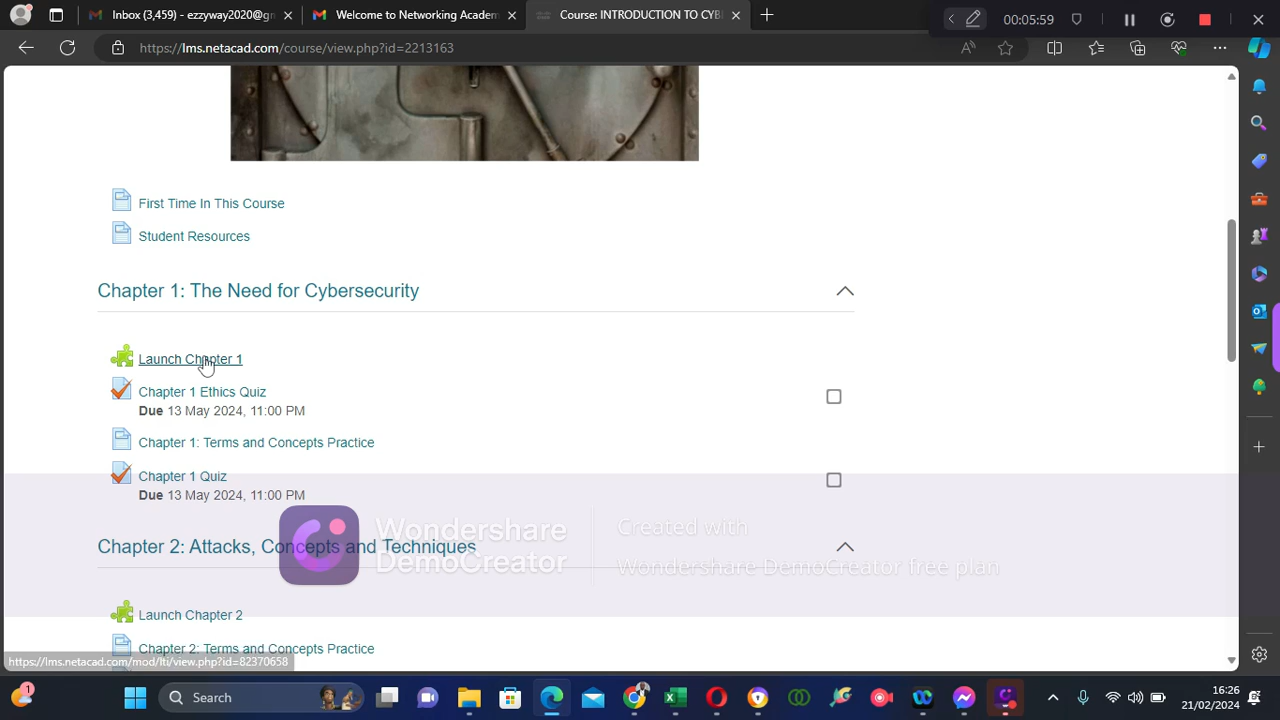 Inbox (3,459) - ezzyway2020@gm
Welcome to Networking Academ
Course: INTRODUCTION TO CYB
00:05:59
https://lms.netacad.com/course/view.php?id=2213163
First Time In This Course
Student Resources
Chapter 1: The Need for Cybersecurity
Launch Chapter 1
Chapter 1 Ethics Quiz
Due 13 May 2024, 11:00 PM
Chapter 1: Terms and Concepts Practice
Chapter 1 Quiz
Due 13 May 2024, 11:00 PM
Wondershare
DemoCreator
Created with
Wondershare DemoCreator free plan
Chapter 2: Attacks, Concepts and Techniques
Launch Chapter 2
Chapter 2: Terms and Concepts Practice
https://lms.netacad.com/mod/lti/view.php?id=82370658
1
Search
16:26
21/02/2024